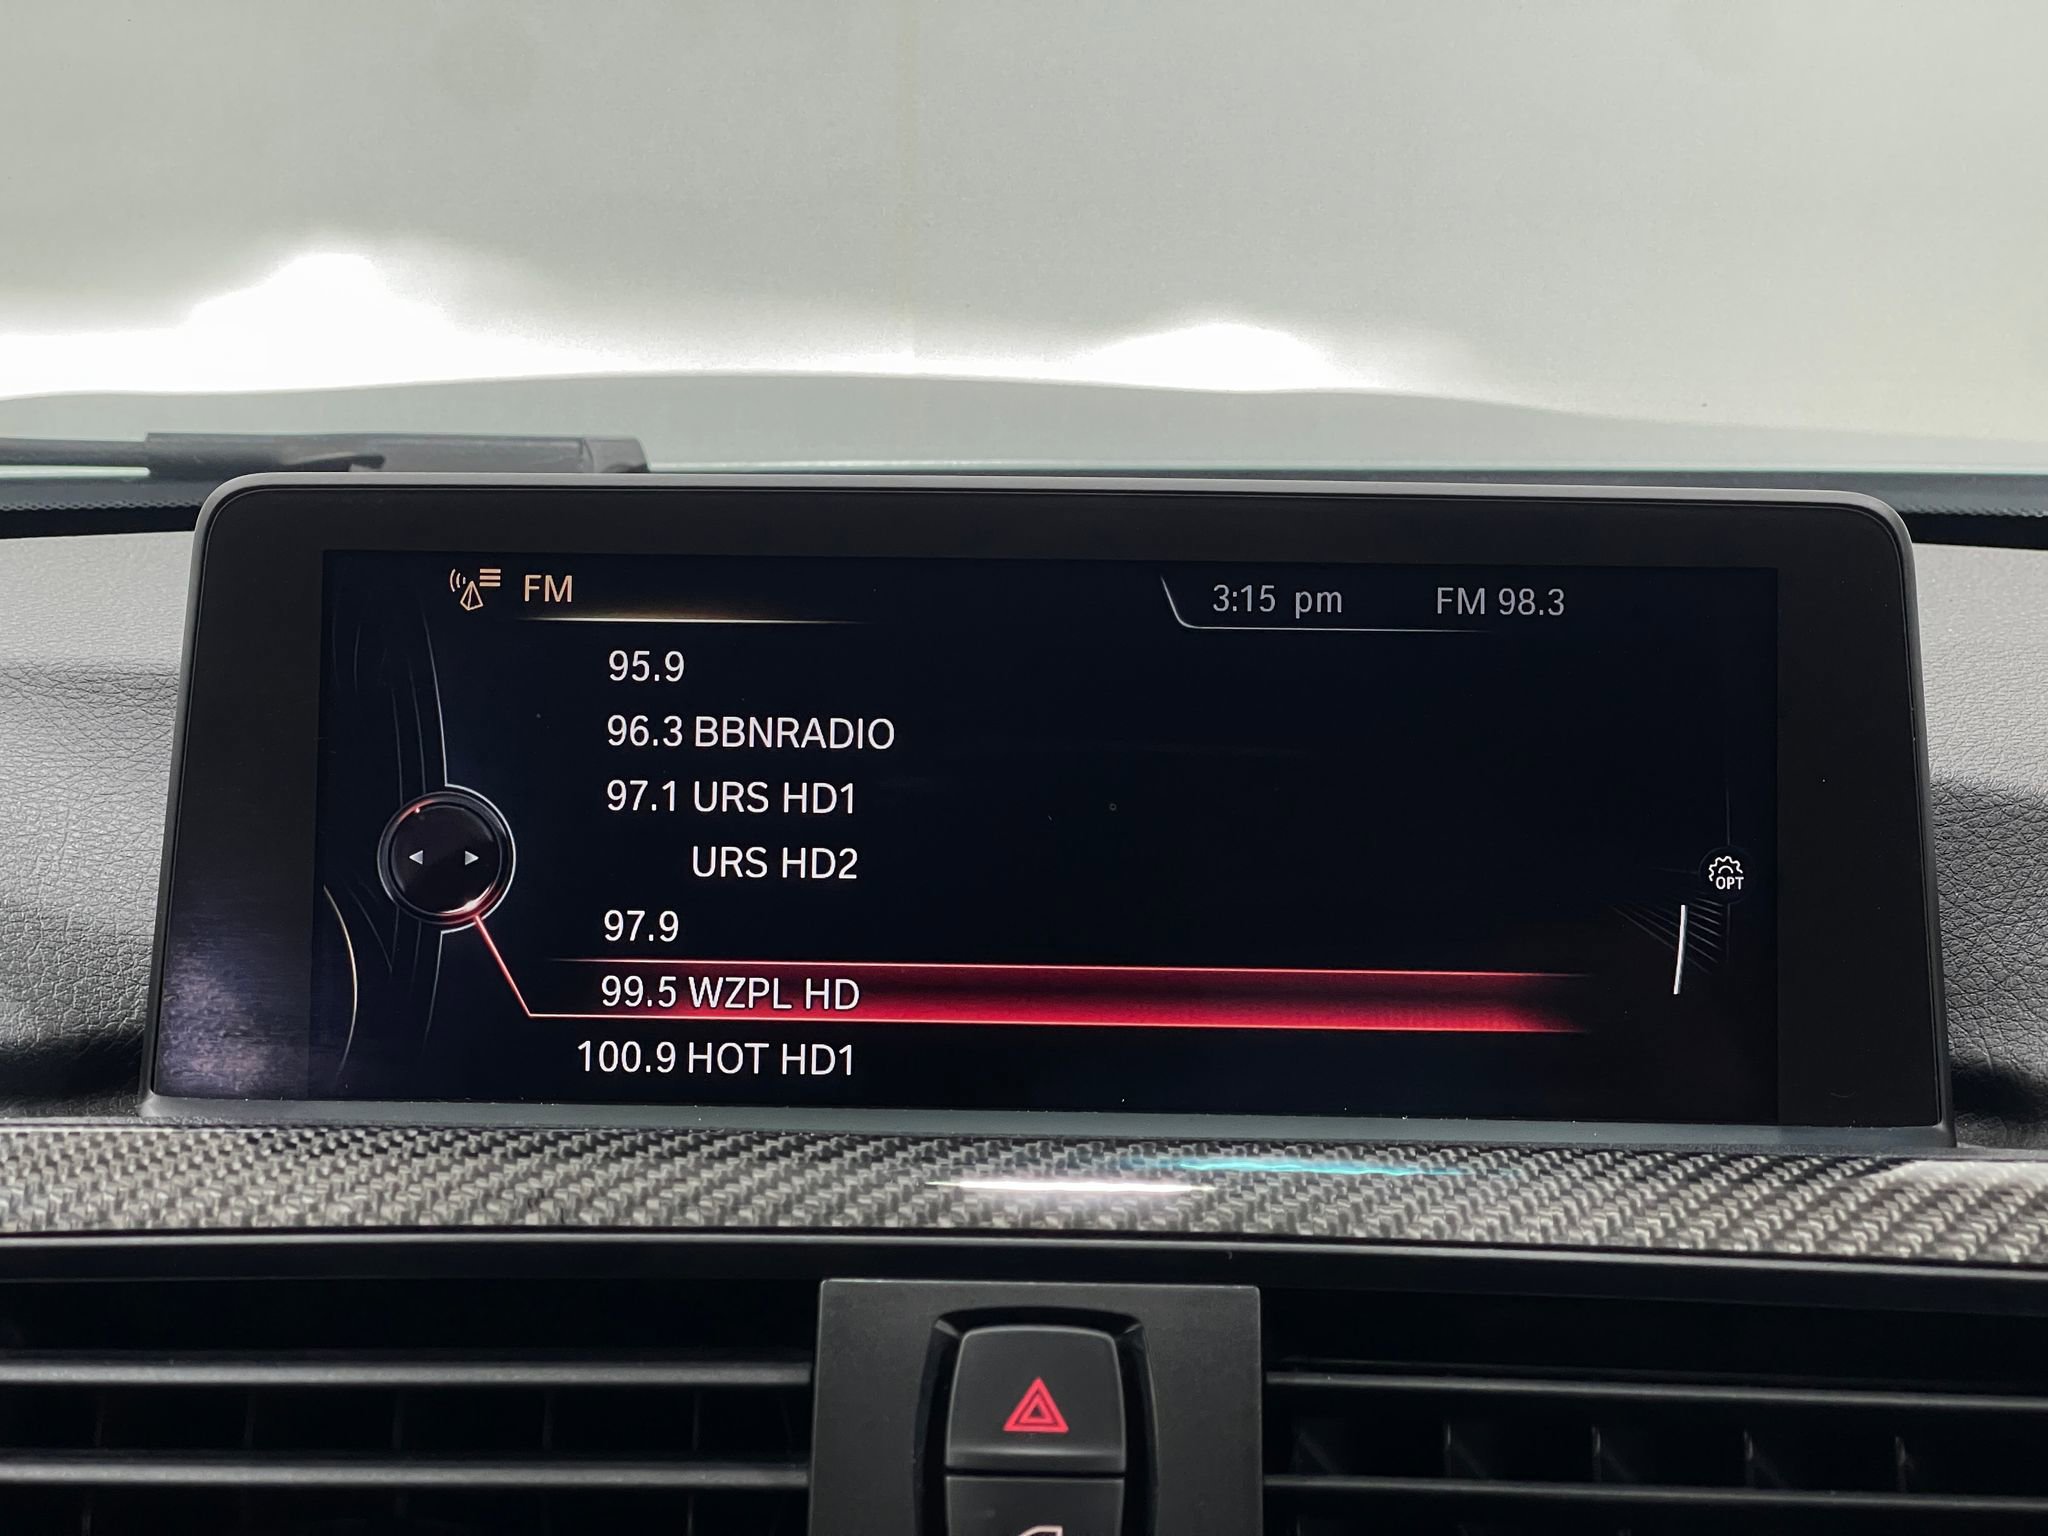 FM
3:15 pm FM 98.3
95.9
96.3 BBNRADIO
97.1 URS HD1
URS HD2
97.9
OPT
99.5 WZPL HD
100.9 HOT HD1